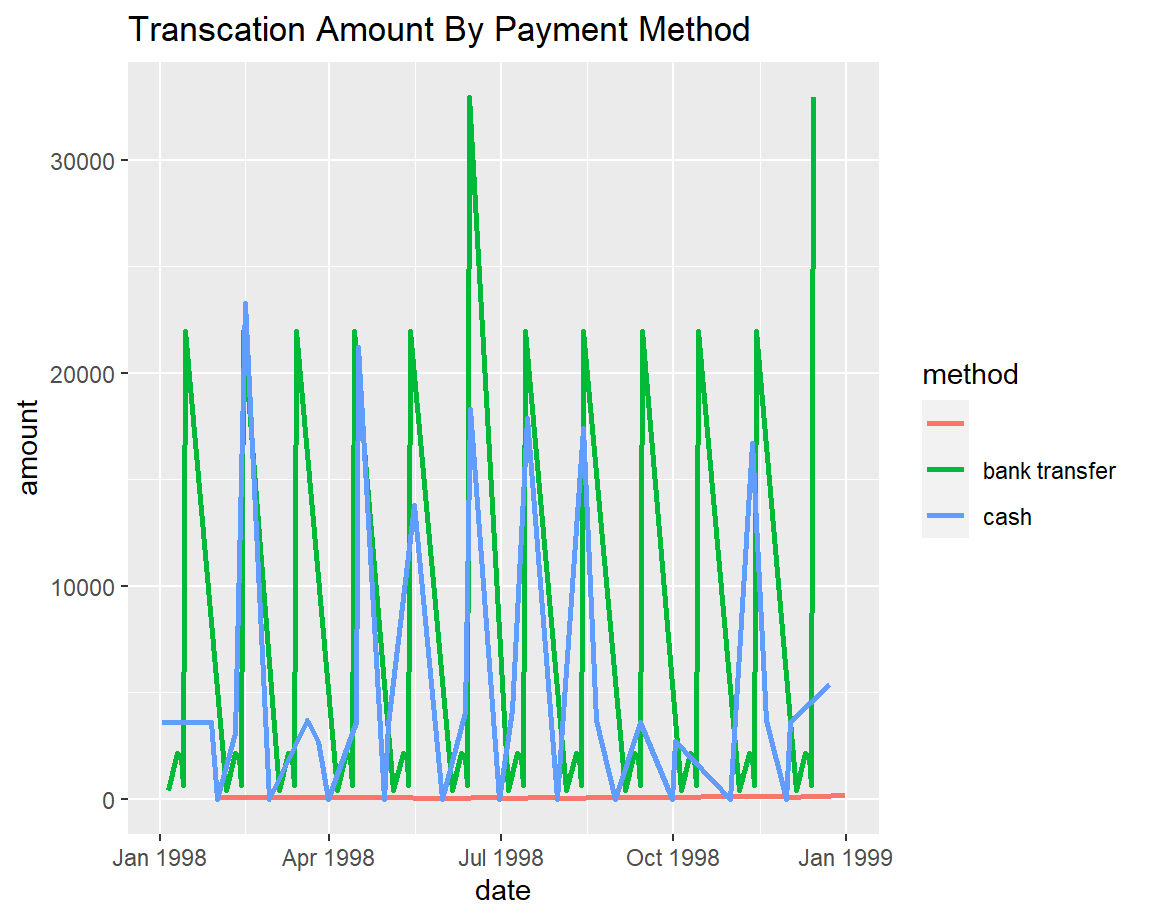 Transcation Amount By Payment Method
amount
30000
20000
10000
0
Jan 1998 Apr 1998 Jul 1998 Oct 1998 Jan 1999
date
method
bank transfer
cash